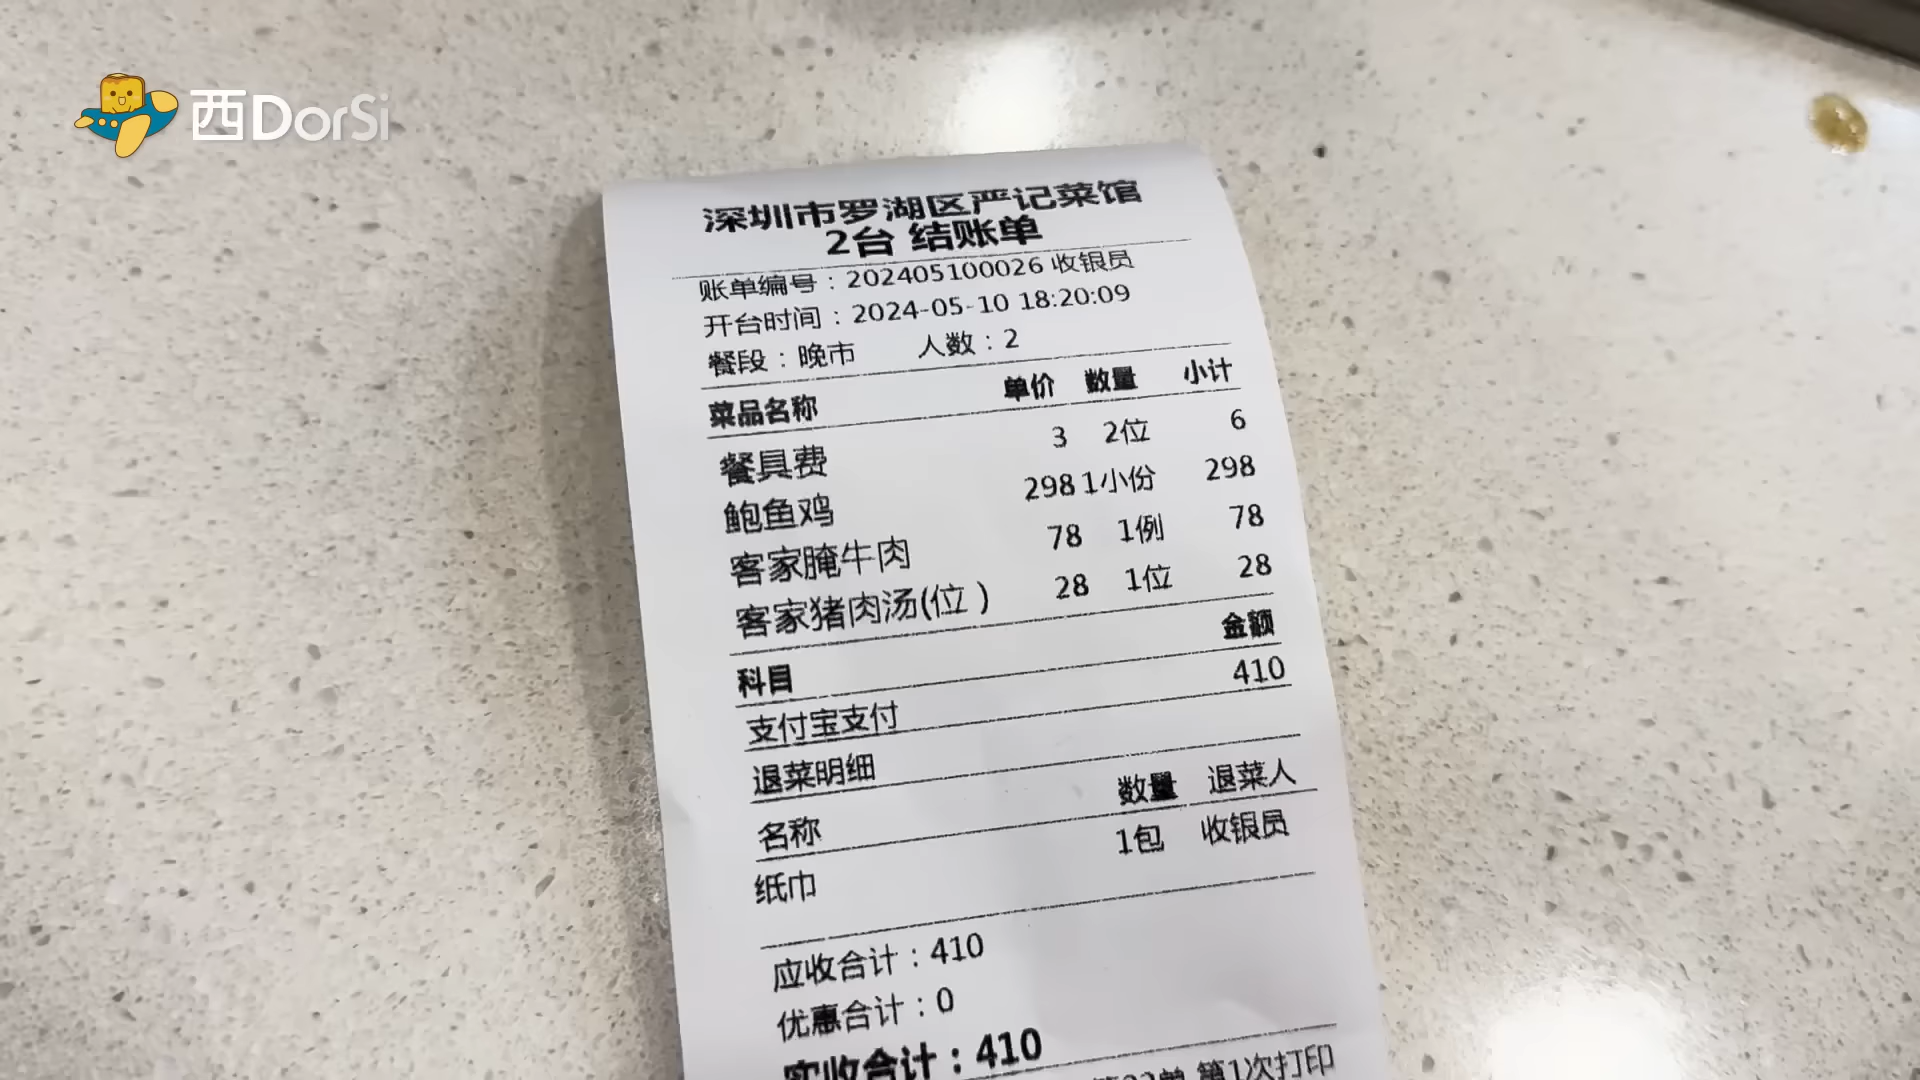 西DorSi
深圳市罗湖区严记菜馆
2台 结账单
账单编号：202405100026 收银员
开台时间：2024-05-10 18:20:09
餐段：晚市 人数：2
菜品名称 单价 数量 小计
餐具费 3 2位 6
鲍鱼鸡 298 1小份 298
客家腌牛肉 78 1例 78
客家猪肉汤(位) 28 1位 28
科目 金额
支付宝支付 410
退菜明细
名称 数量 退菜人
纸巾 1包 收银员
应收合计：410
优惠合计：0
实收合计：410
第1次打印